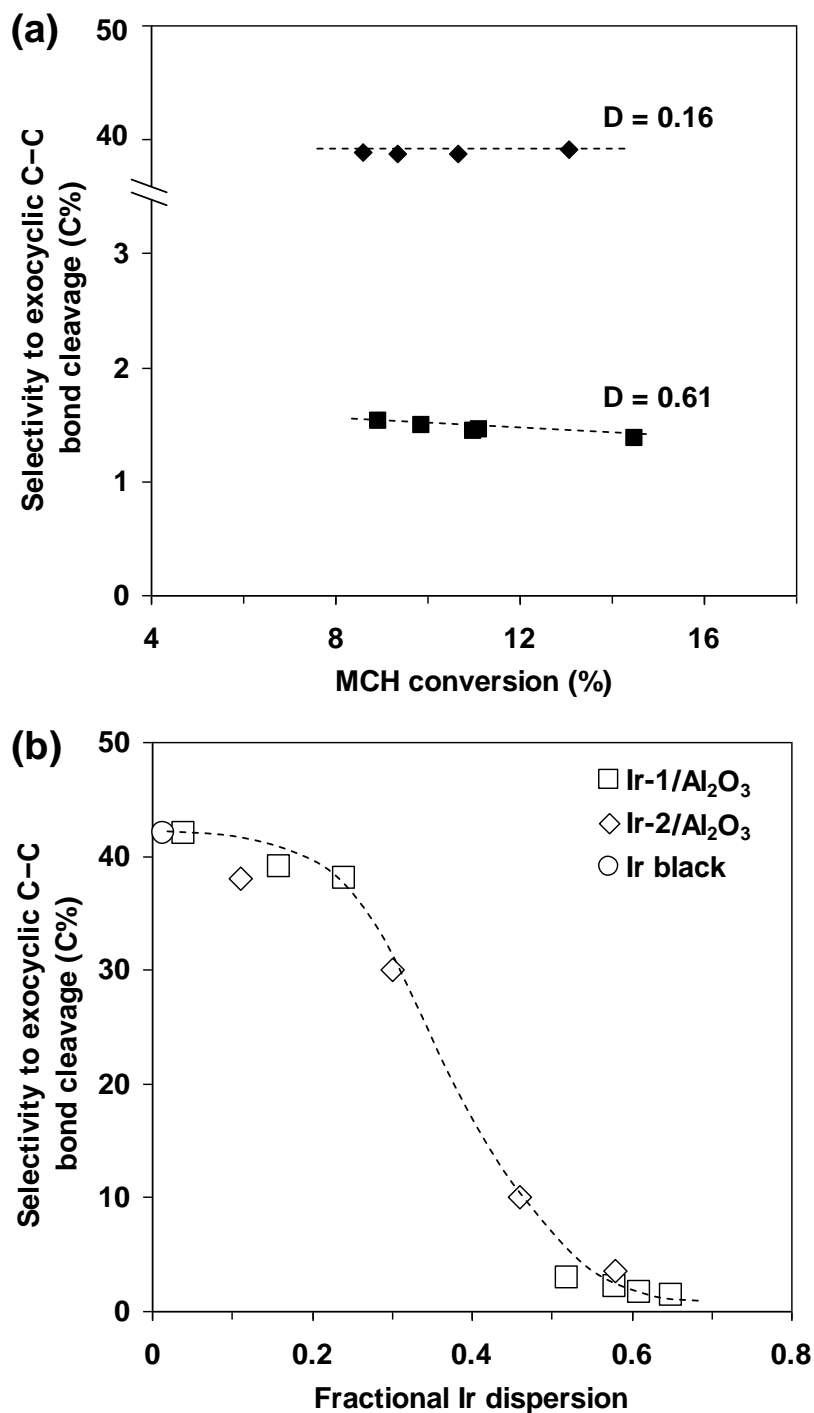 (a)
50
40
3
2
1
0
D = 0.16
D = 0.61
Selectivity to exocyclic C−C
bond cleavage (C%)
4 8 12 16
MCH conversion (%)
(b)
50
40
30
20
10
0
Ir-1/Al₂O₃
Ir-2/Al₂O₃
Ir black
Selectivity to exocyclic C−C
bond cleavage (C%)
0 0.2 0.4 0.6 0.8
Fractional Ir dispersion